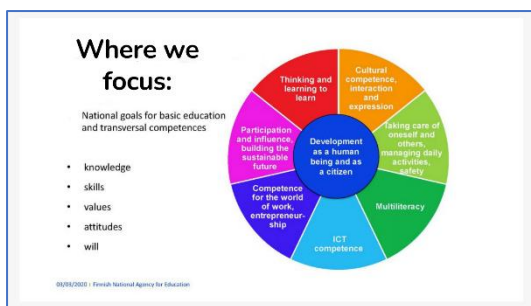 Where we
focus:
National goals for basic education
and transversal competences
• knowledge
• skills
• values
• attitudes
• will
Thinking and
learning to
learn
Cultural
competence,
interaction
and
expression
Taking care of
oneself and
others,
managing daily
activities,
safety
Multiliteracy
ICT
competence
Competence
for the world
of work,
entrepreneur-
ship
Participation
and influence,
building the
sustainable
future
Development
as a human
being and as
a citizen
03/03/2020 | Finnish National Agency for Education